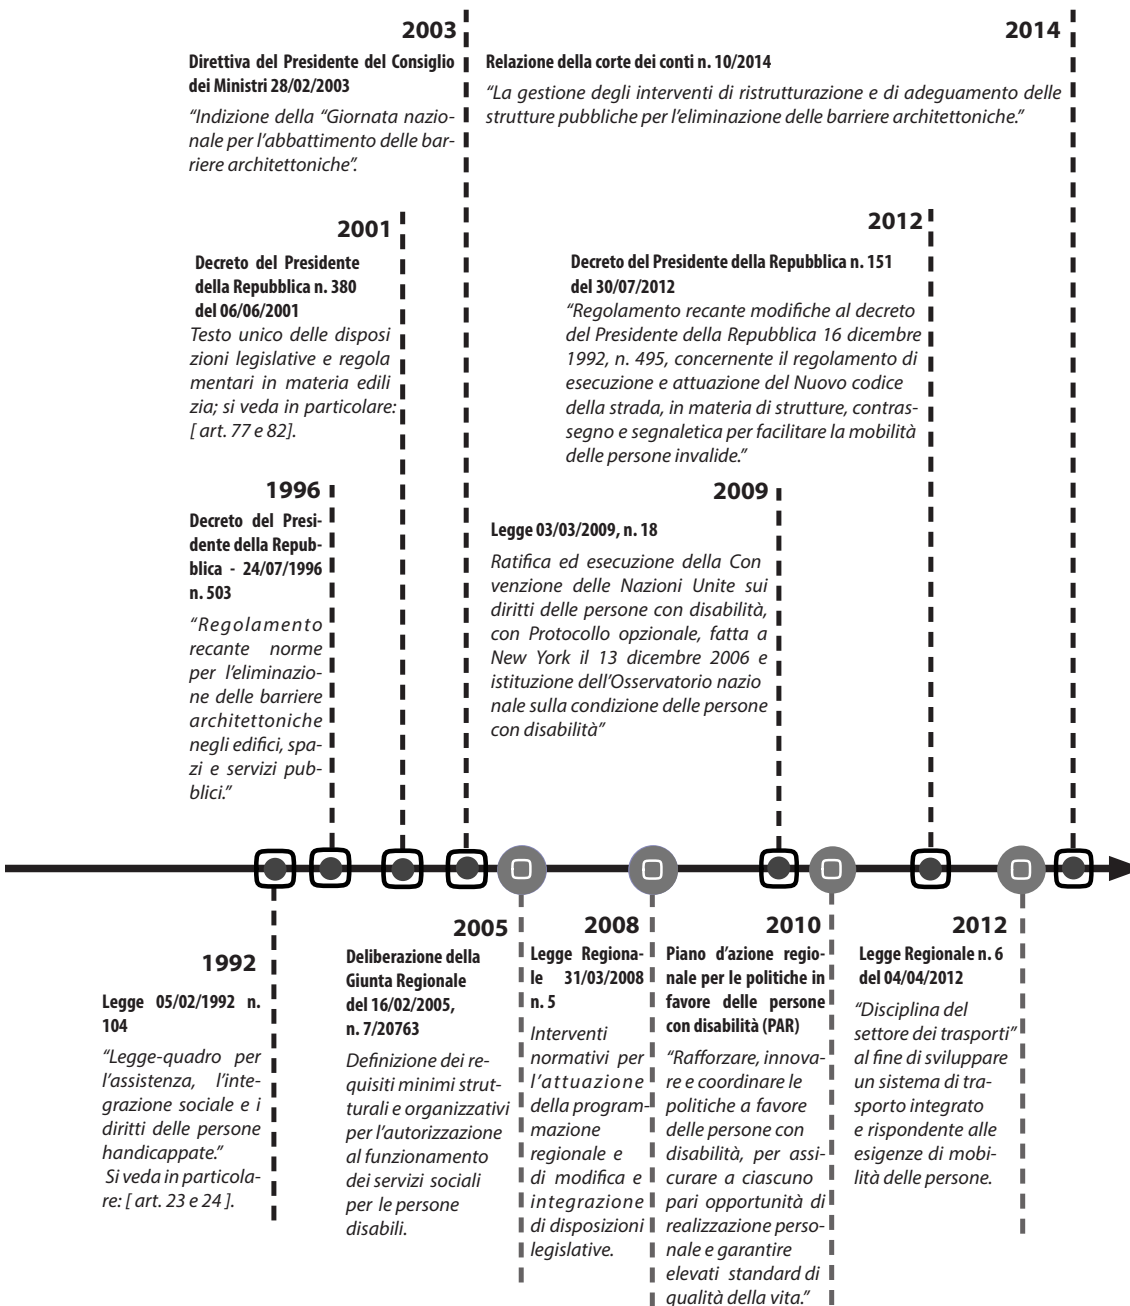 2003
Direttiva del Presidente del Consiglio
dei Ministri 28/02/2003
“Indizione della “Giornata nazio-
nale per l’abbattimento delle bar-
riere architettoniche”.
2014
Relazione della corte dei conti n. 10/2014
“La gestione degli interventi di ristrutturazione e di adeguamento delle
strutture pubbliche per l’eliminazione delle barriere architettoniche.”
2001
Decreto del Presidente
della Repubblica n. 380
del 06/06/2001
Testo unico delle disposi
zioni legislative e regola
mentari in materia edili
zia; si veda in particolare:
[ art. 77 e 82].
2012
Decreto del Presidente della Repubblica n. 151
del 30/07/2012
“Regolamento recante modifiche al decreto
del Presidente della Repubblica 16 dicembre
1992, n. 495, concernente il regolamento di
esecuzione e attuazione del Nuovo codice
della strada, in materia di strutture, contras-
segno e segnaletica per facilitare la mobilità
delle persone invalide.”
1996
Decreto del Presi-
dente della Repub-
blica - 24/07/1996
n. 503
“Regolamento
recante norme
per l’eliminazio-
ne delle barriere
architettoniche
negli edifici, spa-
zi e servizi pub-
blici.”
2009
Legge 03/03/2009, n. 18
Ratifica ed esecuzione della Con
venzione delle Nazioni Unite sui
diritti delle persone con disabilità,
con Protocollo opzionale, fatta a
New York il 13 dicembre 2006 e
istituzione dell’Osservatorio nazio
nale sulla condizione delle persone
con disabilità”
1992
Legge 05/02/1992 n.
104
“Legge-quadro per
l’assistenza, l’inte-
grazione sociale e i
diritti delle persone
handicappate.”
Si veda in particola-
re: [ art. 23 e 24 ].
2005
Deliberazione della
Giunta Regionale
del 16/02/2005,
n. 7/20763
Definizione dei re-
quisiti minimi strut-
turali e organizzativi
per l’autorizzazione
al funzionamento
dei servizi sociali
per le persone
disabili.
2008
Legge Regiona-
le 31/03/2008
n. 5
Interventi
normativi per
l’attuazione
della program-
mazione
regionale e
di modifica e
integrazione
di disposizioni
legislative.
2010
Piano d’azione regio-
nale per le politiche in
favore delle persone
con disabilità (PAR)
“Rafforzare, innova-
re e coordinare le
politiche a favore
delle persone con
disabilità, per assi-
curare a ciascuno
pari opportunità di
realizzazione perso-
nale e garantire
elevati standard di
qualità della vita.”
2012
Legge Regionale n. 6
del 04/04/2012
“Disciplina del
settore dei trasporti”
al fine di sviluppare
un sistema di tra-
sporto integrato
e rispondente alle
esigenze di mobi-
lità delle persone.